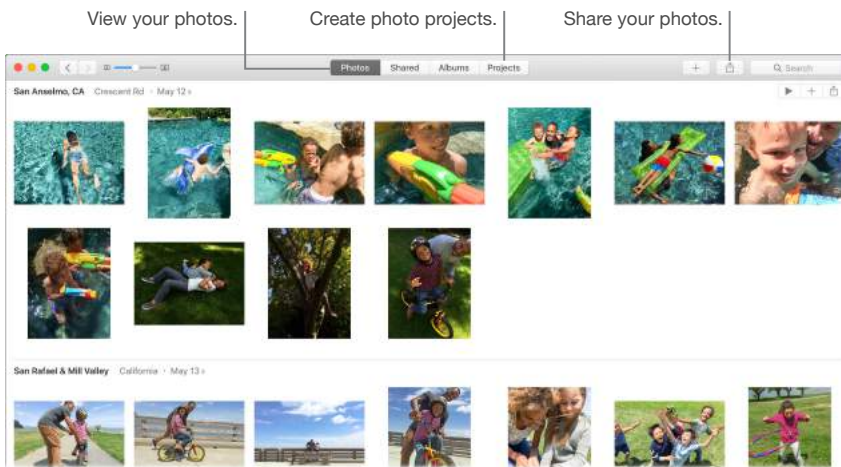 View your photos. Create photo projects. Share your photos.
Photos Shared Albums Projects Search
San Anselmo, CA Crescent Rd · May 12 >
San Rafael & Mill Valley California · May 13 >